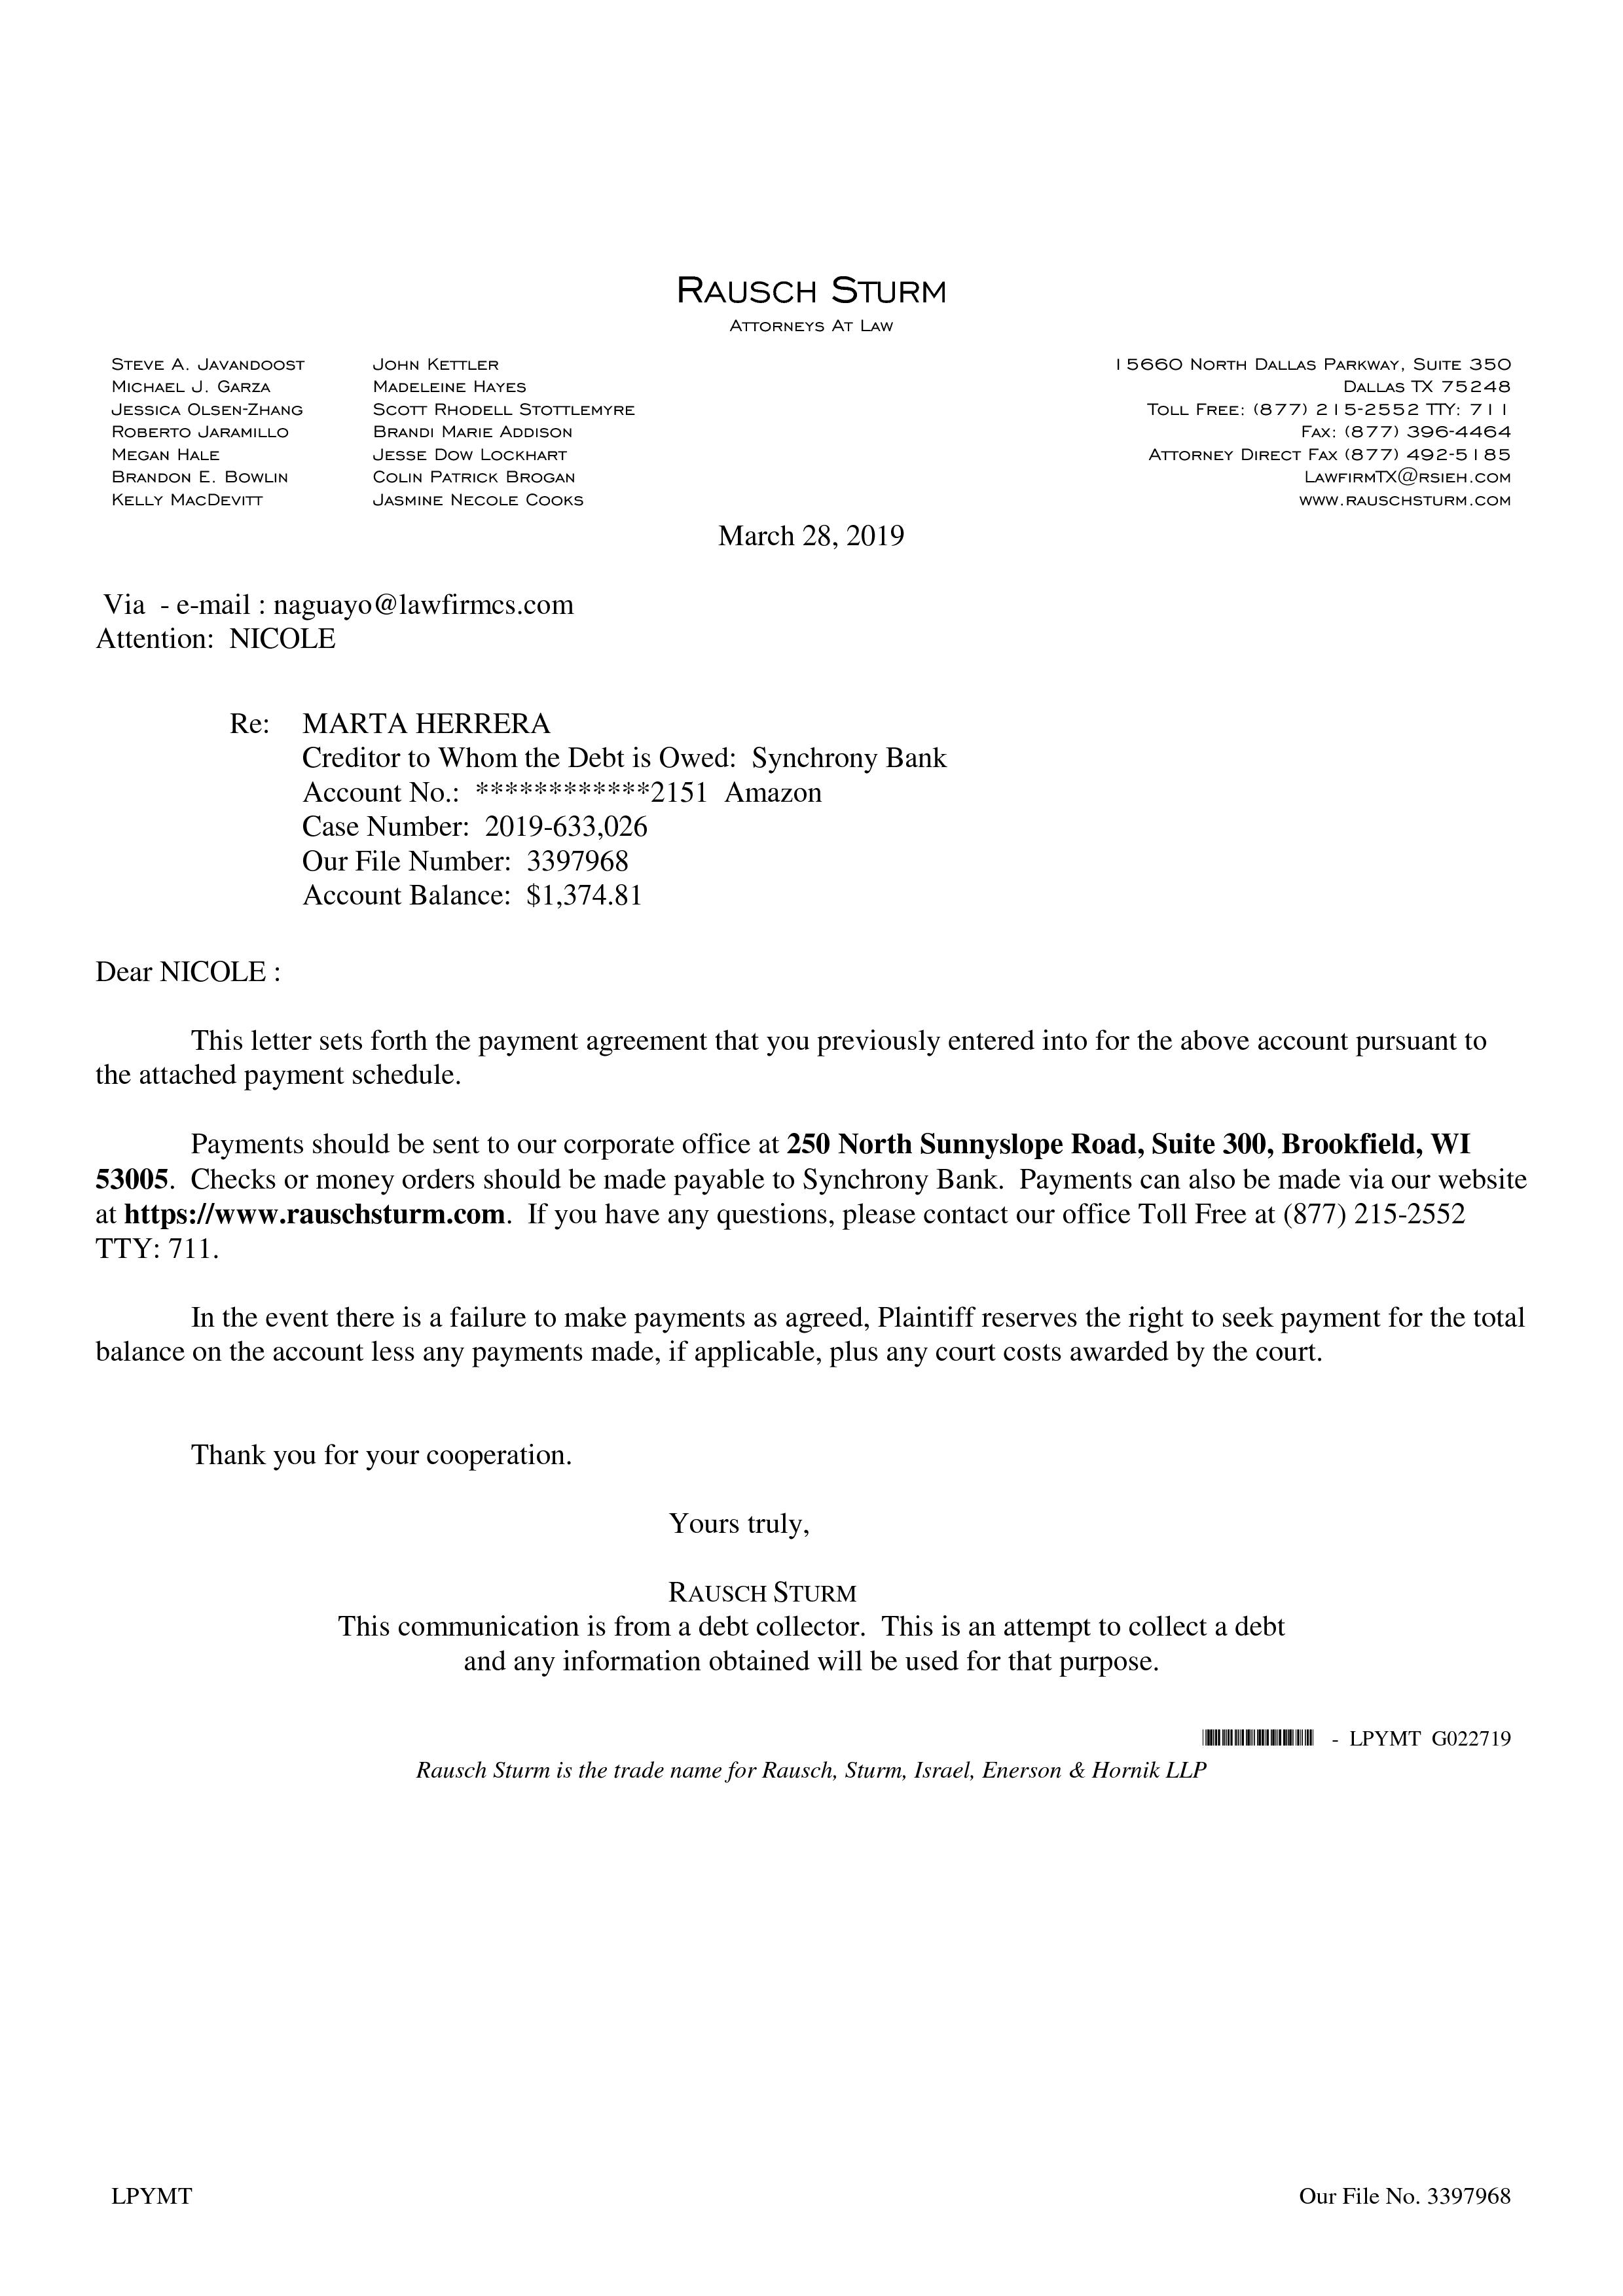 RAUSCH STURM
ATTORNEYS AT LAW
STEVE A. JAVANDOOST
MICHAEL J. GARZA
JESSICA OLSEN-ZHANG
ROBERTO JARAMILLO
MEGAN HALE
BRANDON E. BOWLIN
KELLY MACDEVITT
JOHN KETTLER
MADELEINE HAYES
SCOTT RHODELL STOTTLEMYRE
BRANDI MARIE ADDISON
JESSE DOW LOCKHART
COLIN PATRICK BROGAN
JASMINE NECOLE COOKS
15660 NORTH DALLAS PARKWAY, SUITE 350
DALLAS TX 75248
TOLL FREE: (877) 215-2552 TTY: 711
FAX: (877) 396-4464
ATTORNEY DIRECT FAX (877) 492-5185
LAWFIRMTX@RSIEH.COM
WWW.RAUSCHSTURM.COM
March 28, 2019
Via - e-mail : naguayo@lawfirmcs.com
Attention: NICOLE
Re: MARTA HERRERA
Creditor to Whom the Debt is Owed: Synchrony Bank
Account No.: ************2151 Amazon
Case Number: 2019-633,026
Our File Number: 3397968
Account Balance: $1,374.81
Dear NICOLE :
This letter sets forth the payment agreement that you previously entered into for the above account pursuant to
the attached payment schedule.
Payments should be sent to our corporate office at 250 North Sunnyslope Road, Suite 300, Brookfield, WI
53005. Checks or money orders should be made payable to Synchrony Bank. Payments can also be made via our website
at https://www.rauschsturm.com. If you have any questions, please contact our office Toll Free at (877) 215-2552
TTY: 711.
In the event there is a failure to make payments as agreed, Plaintiff reserves the right to seek payment for the total
balance on the account less any payments made, if applicable, plus any court costs awarded by the court.
Thank you for your cooperation.
Yours truly,
RAUSCH STURM
This communication is from a debt collector. This is an attempt to collect a debt
and any information obtained will be used for that purpose.
- LPYMT G022719
Rausch Sturm is the trade name for Rausch, Sturm, Israel, Enerson & Hornik LLP
LPYMT
Our File No. 3397968